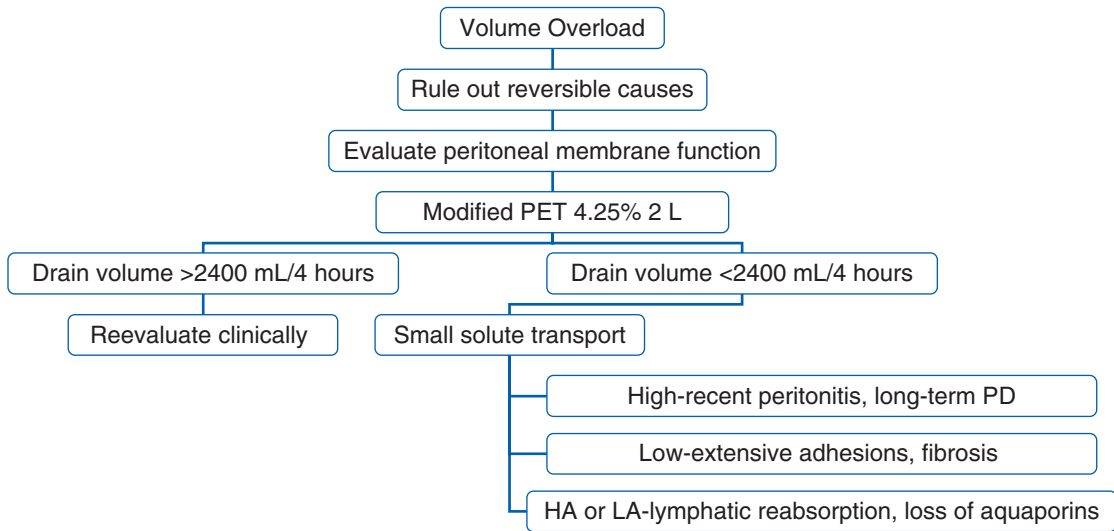 Volume Overload
Rule out reversible causes
Evaluate peritoneal membrane function
Modified PET 4.25% 2 L
Drain volume >2400 mL/4 hours
Drain volume <2400 mL/4 hours
Reevaluate clinically
Small solute transport
High-recent peritonitis, long-term PD
Low-extensive adhesions, fibrosis
HA or LA-lymphatic reabsorption, loss of aquaporins